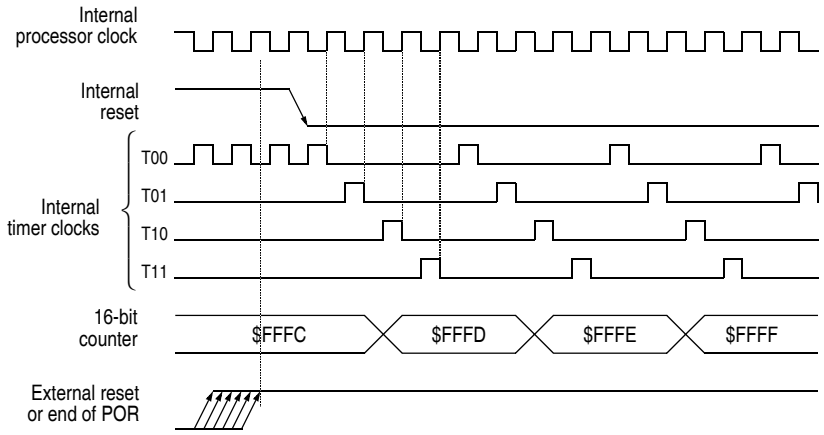 Internal
processor clock
Internal
reset
T00
T01
Internal
timer clocks
T10
T11
16-bit
counter
$FFFC
$FFFD
$FFFE
$FFFF
External reset
or end of POR